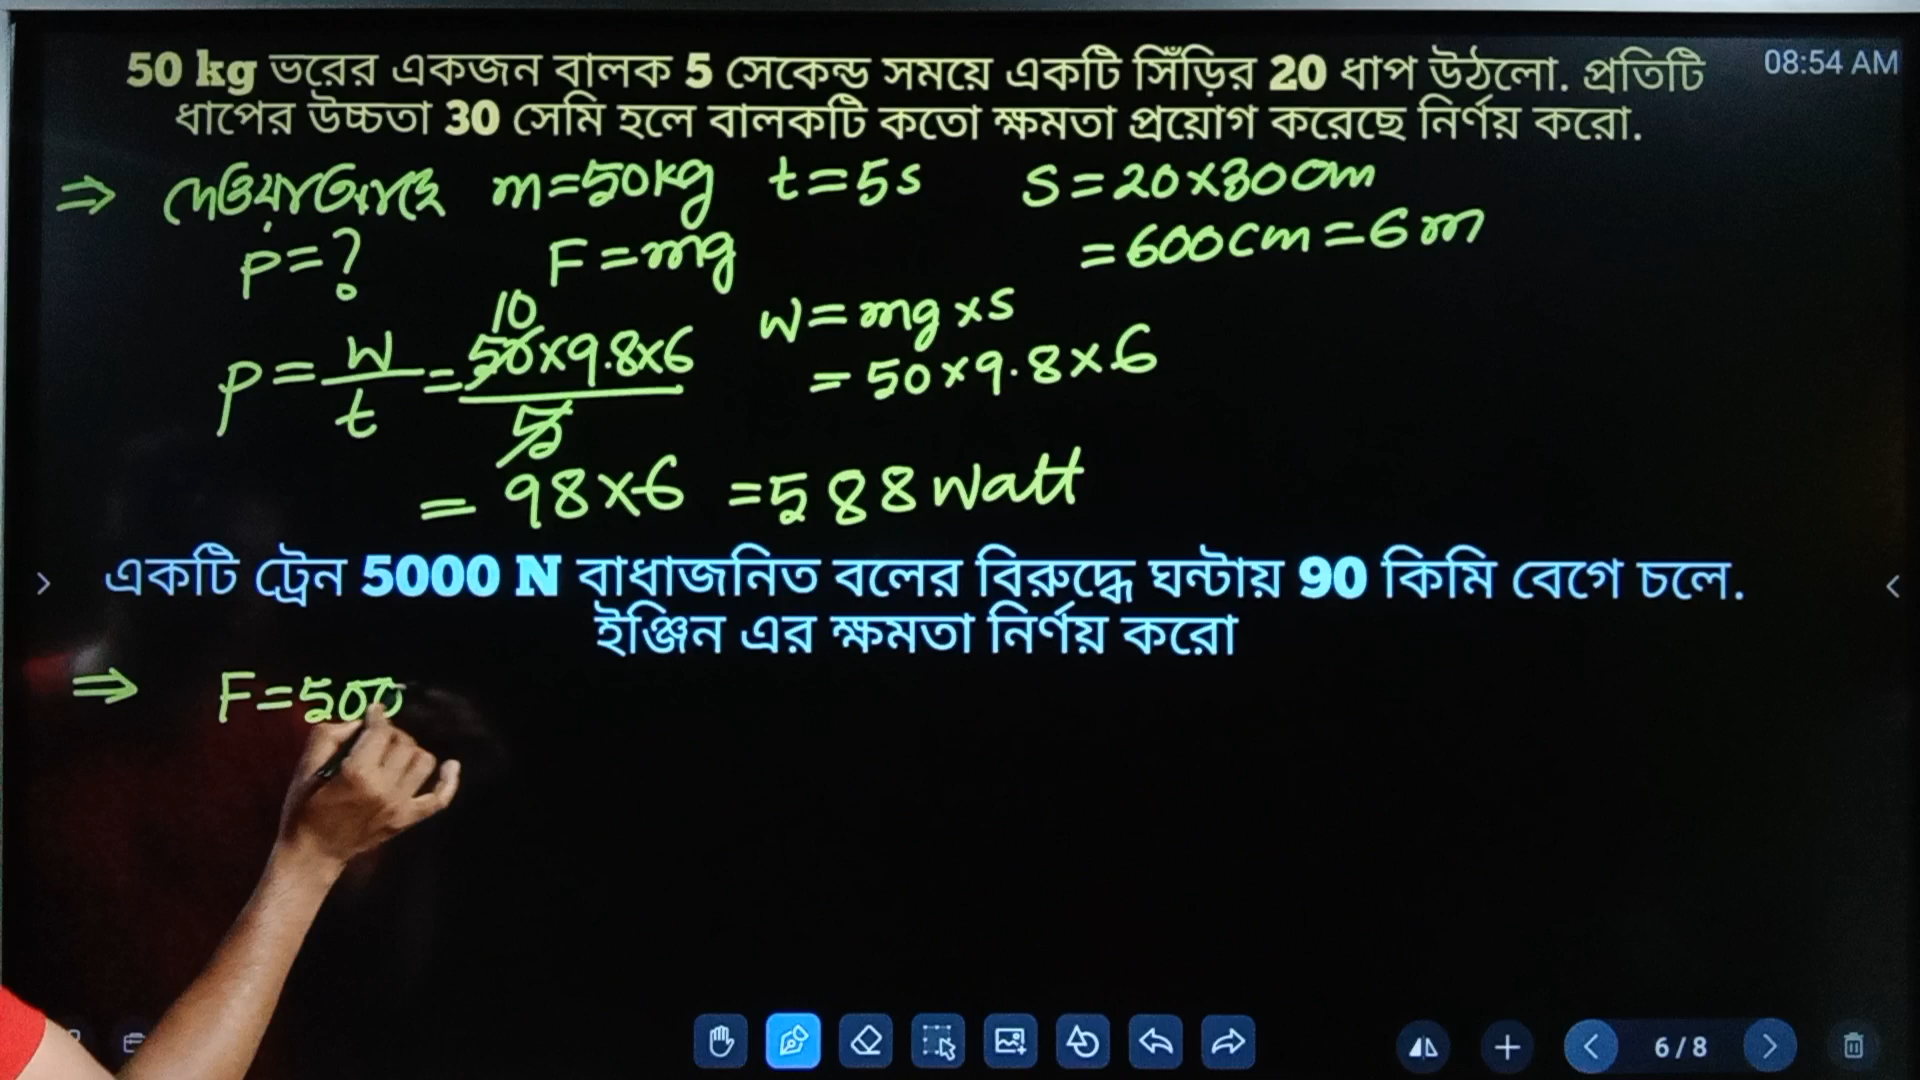 50 kg ভরের একজন বালক 5 সেকেন্ড সময়ে একটি সিঁড়ির 20 ধাপ উঠলো. প্রতিটি
08:54 AM
ধাপের উচ্চতা 30 সেমি হলে বালকটি কতো ক্ষমতা প্রয়োগ করেছে নির্ণয় করো.
⇒ দেওয়া আছে m=50kg t=5s S=20×30cm
P=? F=mg =600cm=6m
W=mg×s
P=W/t=50×9.8×6/5 =50×9.8×6
10
=98×6 =588 watt
একটি ট্রেন 5000 N বাধাজনিত বলের বিরুদ্ধে ঘন্টায় 90 কিমি বেগে চলে.
ইঞ্জিন এর ক্ষমতা নির্ণয় করো
⇒ F=500
6/8